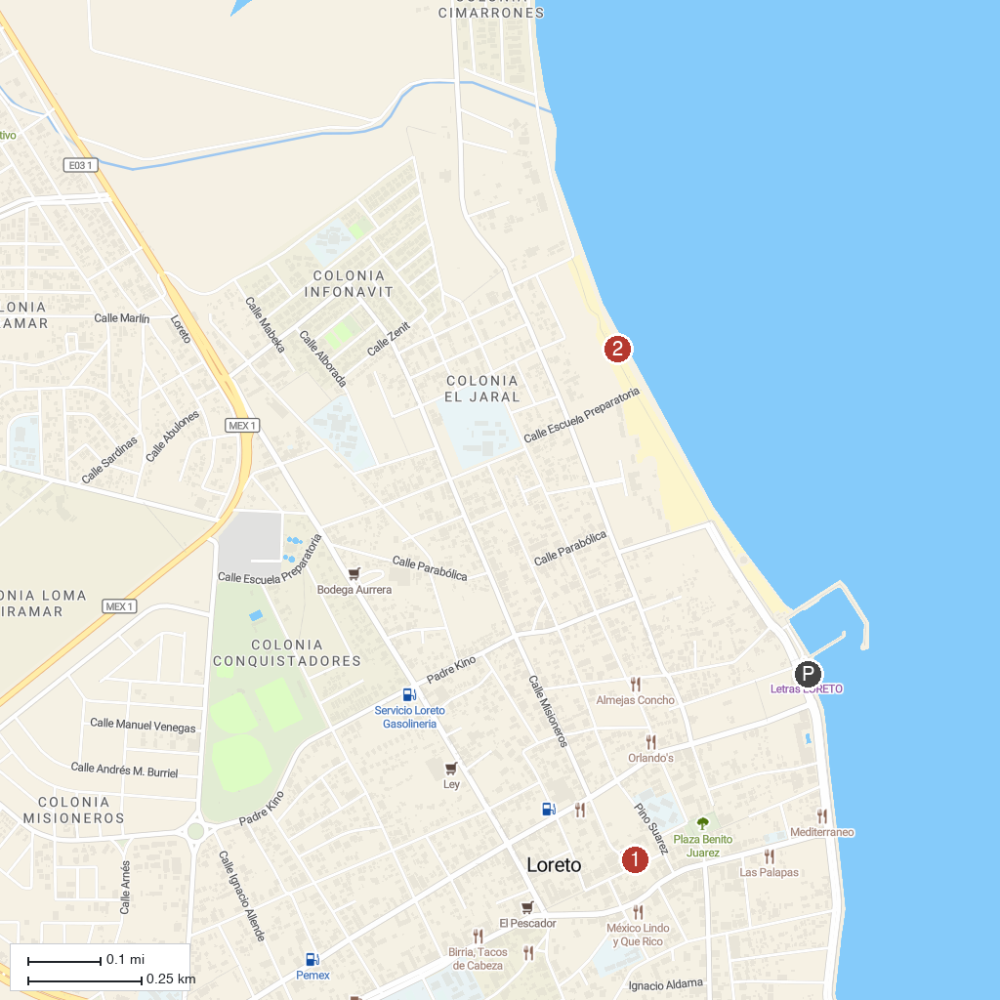 CIMARRONES
tivo
E03 1
COLONIA
INFONAVIT
Calle Marlín
Loreto
Calle Mabeka
Calle Alborada
Calle Zenit
2
COLONIA
EL JARAL
Calle Escuela Preparatoria
MEX 1
Calle Abulones
Calle Sardinas
Calle Parabólica
Calle Escuela Preparatoria
Calle Parabólica
Bodega Aurrera
ONIA LOMA
IRAMAR
MEX 1
COLONIA
CONQUISTADORES
Padre Kino
P
Letras LORETO
Calle Misioneros
Almejas Concho
Servicio Loreto
Gasolineria
Calle Manuel Venegas
Orlando's
Calle Andrés M. Burriel
Ley
COLONIA
MISIONEROS
Padre Kino
Pino Suarez
Plaza Benito
Juarez
Mediterraneo
Loreto
1
Las Palapas
Calle Arnés
Calle Ignacio Allende
El Pescador
México Lindo
y Que Rico
Birria, Tacos
de Cabeza
Pemex
Ignacio Aldama
0.1 mi
0.25 km